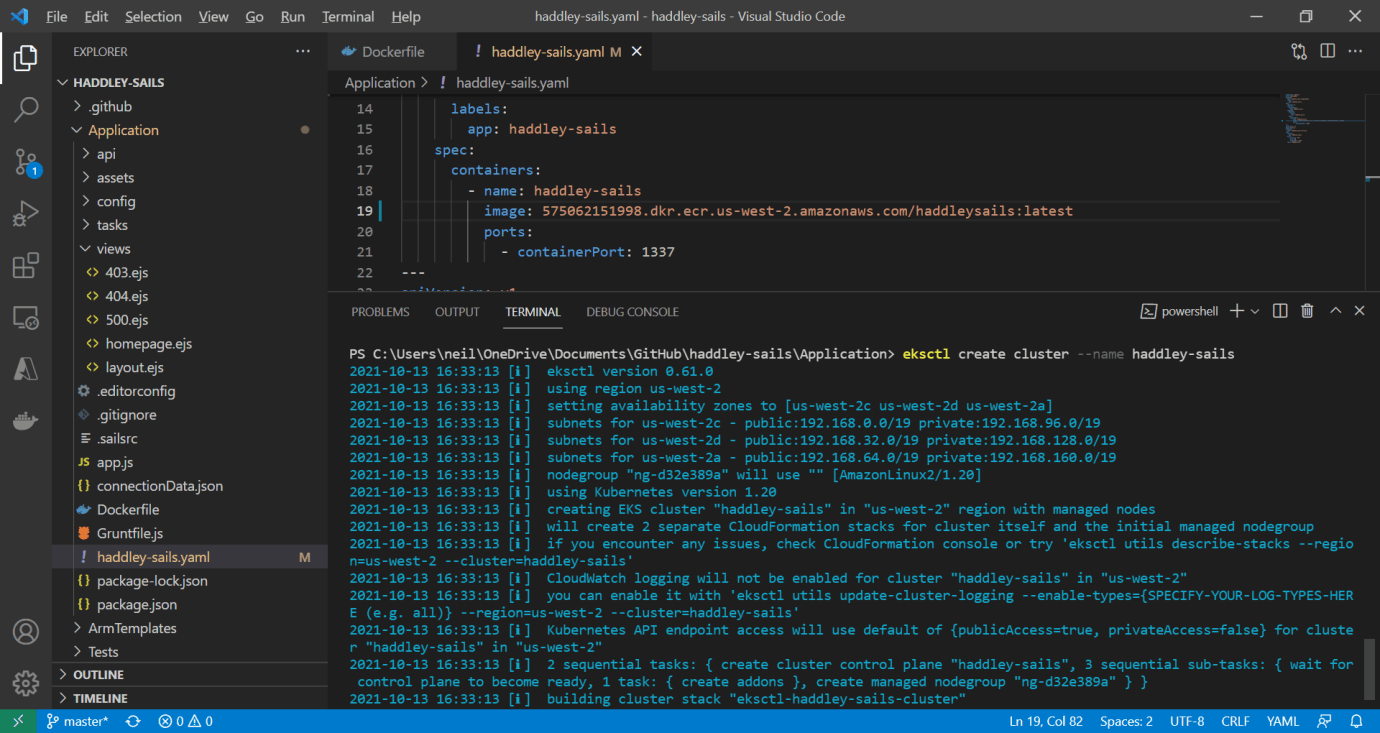 File Edit Selection View Go Run Terminal Help
haddley-sails.yaml - haddley-sails - Visual Studio Code
EXPLORER
HADDLEY-SAILS
.github
Application
api
assets
config
tasks
views
403.ejs
404.ejs
500.ejs
homepage.ejs
layout.ejs
.editorconfig
.gitignore
.sailsrc
JS app.js
{} connectionData.json
Dockerfile
Gruntfile.js
! haddley-sails.yaml M
{} package-lock.json
{} package.json
ArmTemplates
Tests
OUTLINE
TIMELINE
1
Dockerfile
! haddley-sails.yaml M
Application > ! haddley-sails.yaml
14 labels:
15 app: haddley-sails
16 spec:
17 containers:
18 - name: haddley-sails
19 image: 575062151998.dkr.ecr.us-west-2.amazonaws.com/haddleysails:latest
20 ports:
21 - containerPort: 1337
22 ---
PROBLEMS OUTPUT TERMINAL DEBUG CONSOLE
powershell
PS C:\Users\neil\OneDrive\Documents\GitHub\haddley-sails\Application> eksctl create cluster --name haddley-sails
2021-10-13 16:33:13 [ℹ] eksctl version 0.61.0
2021-10-13 16:33:13 [ℹ] using region us-west-2
2021-10-13 16:33:13 [ℹ] setting availability zones to [us-west-2c us-west-2d us-west-2a]
2021-10-13 16:33:13 [ℹ] subnets for us-west-2c - public:192.168.0.0/19 private:192.168.96.0/19
2021-10-13 16:33:13 [ℹ] subnets for us-west-2d - public:192.168.32.0/19 private:192.168.128.0/19
2021-10-13 16:33:13 [ℹ] subnets for us-west-2a - public:192.168.64.0/19 private:192.168.160.0/19
2021-10-13 16:33:13 [ℹ] nodegroup "ng-d32e389a" will use "" [AmazonLinux2/1.20]
2021-10-13 16:33:13 [ℹ] using Kubernetes version 1.20
2021-10-13 16:33:13 [ℹ] creating EKS cluster "haddley-sails" in "us-west-2" region with managed nodes
2021-10-13 16:33:13 [ℹ] will create 2 separate CloudFormation stacks for cluster itself and the initial managed nodegroup
2021-10-13 16:33:13 [ℹ] if you encounter any issues, check CloudFormation console or try 'eksctl utils describe-stacks --regio
n=us-west-2 --cluster=haddley-sails'
2021-10-13 16:33:13 [ℹ] CloudWatch logging will not be enabled for cluster "haddley-sails" in "us-west-2"
2021-10-13 16:33:13 [ℹ] you can enable it with 'eksctl utils update-cluster-logging --enable-types={SPECIFY-YOUR-LOG-TYPES-HER
E (e.g. all)} --region=us-west-2 --cluster=haddley-sails'
2021-10-13 16:33:13 [ℹ] Kubernetes API endpoint access will use default of {publicAccess=true, privateAccess=false} for cluste
r "haddley-sails" in "us-west-2"
2021-10-13 16:33:13 [ℹ] 2 sequential tasks: { create cluster control plane "haddley-sails", 3 sequential sub-tasks: { wait for
control plane to become ready, 1 task: { create addons }, create managed nodegroup "ng-d32e389a" } }
2021-10-13 16:33:13 [ℹ] building cluster stack "eksctl-haddley-sails-cluster"
master* 0 0
Ln 19, Col 82 Spaces: 2 UTF-8 CRLF YAML